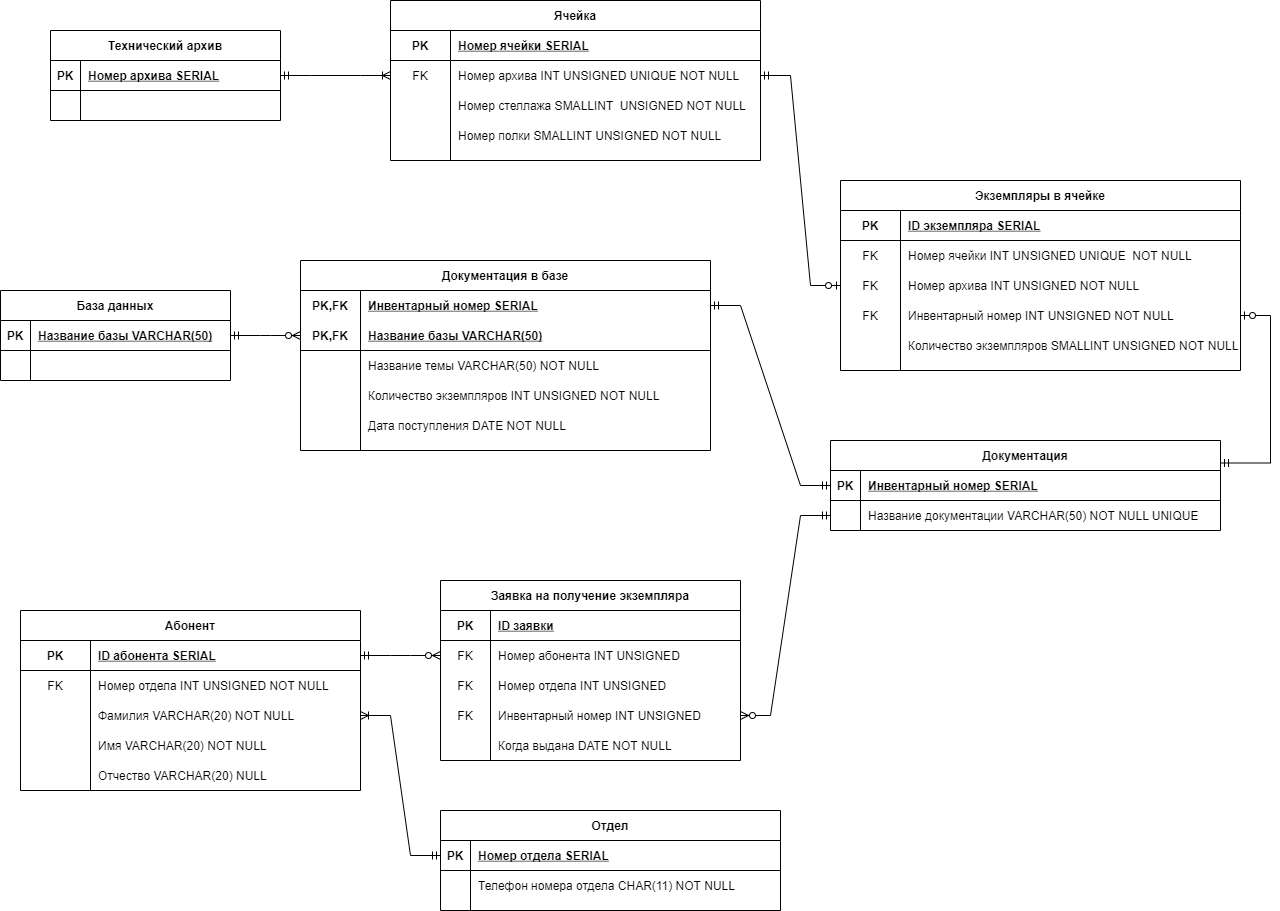 Ячейка
PK Номер ячейки SERIAL
FK Номер архива INT UNSIGNED UNIQUE NOT NULL
Номер стеллажа SMALLINT  UNSIGNED NOT NULL
Номер полки SMALLINT UNSIGNED NOT NULL
Технический архив
PK Номер архива SERIAL
Экземпляры в ячейке
PK ID экземпляра SERIAL
FK Номер ячейки INT UNSIGNED UNIQUE  NOT NULL
FK Номер архива INT UNSIGNED NOT NULL
FK Инвентарный номер INT UNSIGNED NOT NULL
Количество экземпляров SMALLINT UNSIGNED NOT NULL
Документация в базе
PK,FK Инвентарный номер SERIAL
PK,FK Название базы VARCHAR(50)
Название темы VARCHAR(50) NOT NULL
Количество экземпляров INT UNSIGNED NOT NULL
Дата поступления DATE NOT NULL
База данных
PK Название базы VARCHAR(50)
Документация
PK Инвентарный номер SERIAL
Название документации VARCHAR(50) NOT NULL UNIQUE
Заявка на получение экземпляра
PK ID заявки
FK Номер абонента INT UNSIGNED
FK Номер отдела INT UNSIGNED
FK Инвентарный номер INT UNSIGNED
Когда выдана DATE NOT NULL
Абонент
PK ID абонента SERIAL
FK Номер отдела INT UNSIGNED NOT NULL
Фамилия VARCHAR(20) NOT NULL
Имя VARCHAR(20) NOT NULL
Отчество VARCHAR(20) NULL
Отдел
PK Номер отдела SERIAL
Телефон номера отдела CHAR(11) NOT NULL